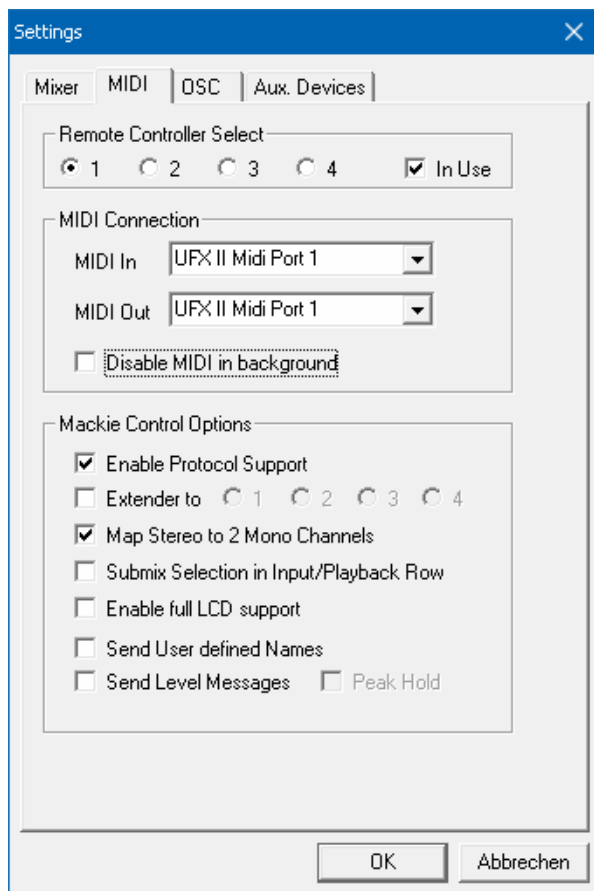 Settings
Mixer MIDI OSC Aux. Devices
Remote Controller Select
1 2 3 4 In Use
MIDI Connection
MIDI In UFX II Midi Port 1
MIDI Out UFX II Midi Port 1
Disable MIDI in background
Mackie Control Options
Enable Protocol Support
Extender to 1 2 3 4
Map Stereo to 2 Mono Channels
Submix Selection in Input/Playback Row
Enable full LCD support
Send User defined Names
Send Level Messages Peak Hold
OK Abbrechen